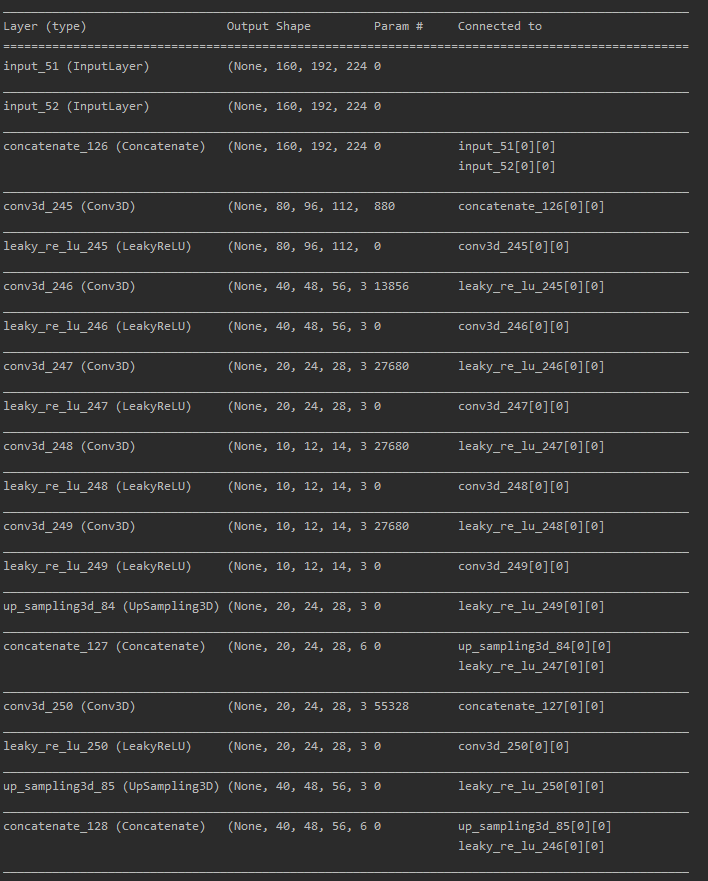 Layer (type) Output Shape Param # Connected to
==================================================================================================
input_51 (InputLayer) (None, 160, 192, 224 0
input_52 (InputLayer) (None, 160, 192, 224 0
concatenate_126 (Concatenate) (None, 160, 192, 224 0 input_51[0][0]
input_52[0][0]
conv3d_245 (Conv3D) (None, 80, 96, 112, 880 concatenate_126[0][0]
leaky_re_lu_245 (LeakyReLU) (None, 80, 96, 112, 0 conv3d_245[0][0]
conv3d_246 (Conv3D) (None, 40, 48, 56, 3 13856 leaky_re_lu_245[0][0]
leaky_re_lu_246 (LeakyReLU) (None, 40, 48, 56, 3 0 conv3d_246[0][0]
conv3d_247 (Conv3D) (None, 20, 24, 28, 3 27680 leaky_re_lu_246[0][0]
leaky_re_lu_247 (LeakyReLU) (None, 20, 24, 28, 3 0 conv3d_247[0][0]
conv3d_248 (Conv3D) (None, 10, 12, 14, 3 27680 leaky_re_lu_247[0][0]
leaky_re_lu_248 (LeakyReLU) (None, 10, 12, 14, 3 0 conv3d_248[0][0]
conv3d_249 (Conv3D) (None, 10, 12, 14, 3 27680 leaky_re_lu_248[0][0]
leaky_re_lu_249 (LeakyReLU) (None, 10, 12, 14, 3 0 conv3d_249[0][0]
up_sampling3d_84 (UpSampling3D) (None, 20, 24, 28, 3 0 leaky_re_lu_249[0][0]
concatenate_127 (Concatenate) (None, 20, 24, 28, 6 0 up_sampling3d_84[0][0]
leaky_re_lu_247[0][0]
conv3d_250 (Conv3D) (None, 20, 24, 28, 3 55328 concatenate_127[0][0]
leaky_re_lu_250 (LeakyReLU) (None, 20, 24, 28, 3 0 conv3d_250[0][0]
up_sampling3d_85 (UpSampling3D) (None, 40, 48, 56, 3 0 leaky_re_lu_250[0][0]
concatenate_128 (Concatenate) (None, 40, 48, 56, 6 0 up_sampling3d_85[0][0]
leaky_re_lu_246[0][0]